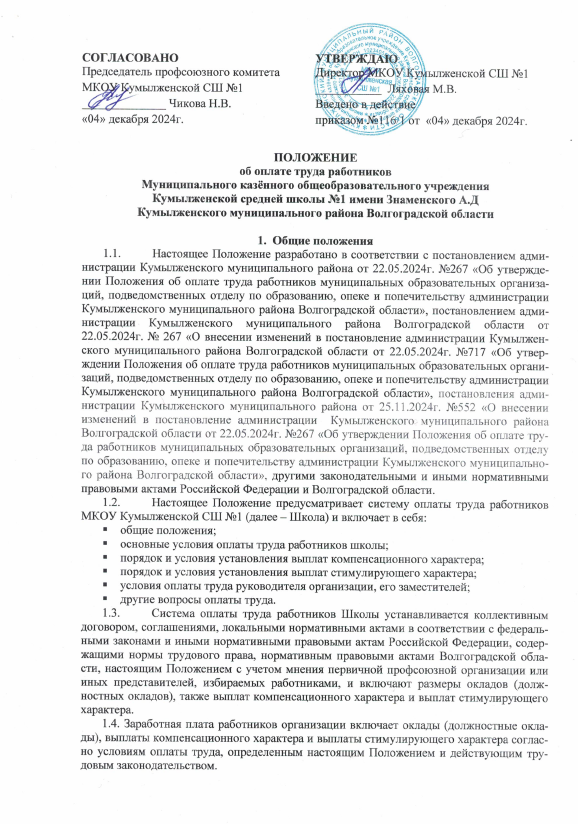 СОГЛАСОВАНО
Председатель профсоюзного комитета
МКОУ Кумылженской СШ №1
_______________ Чикова Н.В.
«04» декабря 2024г.
УТВЕРЖДАЮ
Директор МКОУ Кумылженской СШ №1
Ляховая М.В.
Введено в действие
приказом №116/1 от «04» декабря 2024г.
ПОЛОЖЕНИЕ
об оплате труда работников
Муниципального казённого общеобразовательного учреждения
Кумылженской средней школы №1 имени Знаменского А.Д
Кумылженского муниципального района Волгоградской области
1. Общие положения
1.1. Настоящее Положение разработано в соответствии с постановлением адми-
нистрации Кумылженского муниципального района от 22.05.2024г. №267 «Об утвержде-
нии Положения об оплате труда работников муниципальных образовательных организа-
ций, подведомственных отделу по образованию, опеке и попечительству администрации
Кумылженского муниципального района Волгоградской области», постановлением адми-
нистрации Кумылженского муниципального района Волгоградской области от
22.05.2024г. № 267 «О внесении изменений в постановление администрации Кумылжен-
ского муниципального района Волгоградской области от 22.05.2024г. №717 «Об утвер-
ждении Положения об оплате труда работников муниципальных образовательных органи-
заций, подведомственных отделу по образованию, опеке и попечительству администрации
Кумылженского муниципального района Волгоградской области», постановления адми-
нистрации Кумылженского муниципального района от 25.11.2024г. №552 «О внесении
изменений в постановление администрации Кумылженского муниципального района
Волгоградской области от 22.05.2024г. №267 «Об утверждении Положения об оплате тру-
да работников муниципальных образовательных организаций, подведомственных отделу
по образованию, опеке и попечительству администрации Кумылженского муниципально-
го района Волгоградской области», другими законодательными и иными нормативными
правовыми актами Российской Федерации и Волгоградской области.
1.2. Настоящее Положение предусматривает систему оплаты труда работников
МКОУ Кумылженской СШ №1 (далее – Школа) и включает в себя:
▪ общие положения;
▪ основные условия оплаты труда работников школы;
▪ порядок и условия установления выплат компенсационного характера;
▪ порядок и условия установления выплат стимулирующего характера;
▪ условия оплаты труда руководителя организации, его заместителей;
▪ другие вопросы оплаты труда.
1.3. Система оплаты труда работников Школы устанавливается коллективным
договором, соглашениями, локальными нормативными актами в соответствии с федераль-
ными законами и иными нормативными правовыми актам Российской Федерации, содер-
жащими нормы трудового права, нормативным правовыми актами Волгоградской обла-
сти, настоящим Положением с учетом мнения первичной профсоюзной организации или
иных представителей, избираемых работниками, и включают размеры окладов (долж-
ностных окладов), также выплат компенсационного характера и выплат стимулирующего
характера.
1.4. Заработная плата работников организации включает оклады (должностные окла-
ды), выплаты компенсационного характера и выплаты стимулирующего характера соглас-
но условиям оплаты труда, определенным настоящим Положением и действующим тру-
довым законодательством.